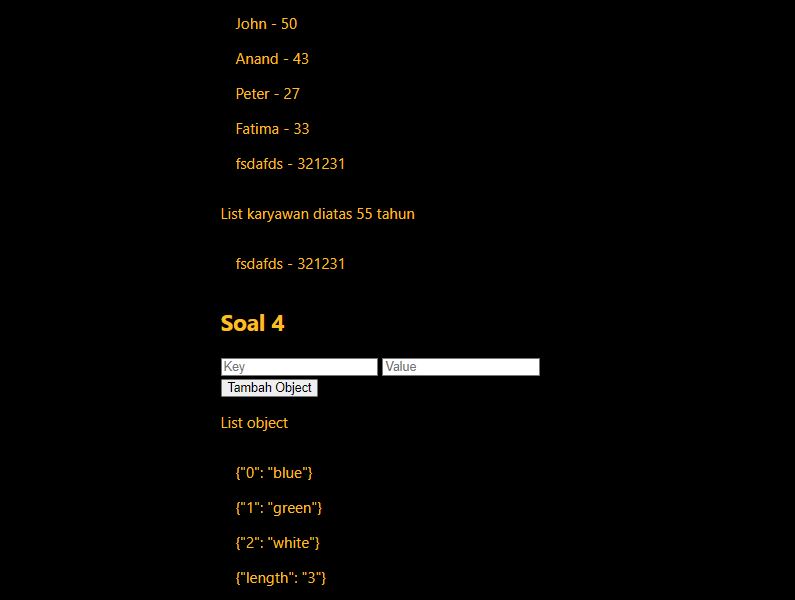 John - 50
Anand - 43
Peter - 27
Fatima - 33
fsdafds - 321231
List karyawan diatas 55 tahun
fsdafds - 321231
Soal 4
Key Value
Tambah Object
List object
{"0": "blue"}
{"1": "green"}
{"2": "white"}
{"length": "3"}